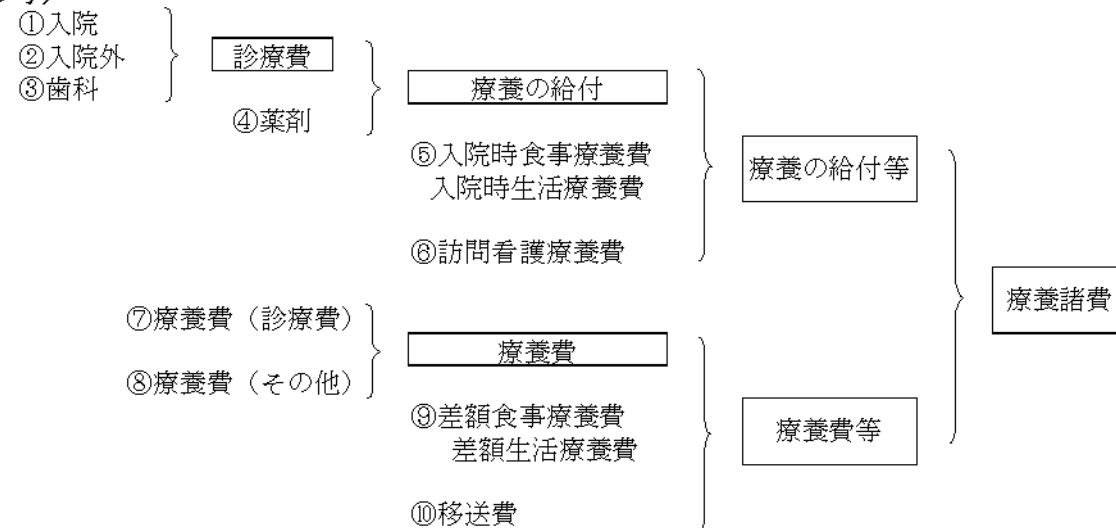 ①入院
②入院外
③歯科
診療費
④薬剤
療養の給付
⑤入院時食事療養費
入院時生活療養費
⑥訪問看護療養費
療養の給付等
⑦療養費（診療費）
⑧療養費（その他）
療養費
⑨差額食事療養費
差額生活療養費
⑩移送費
療養費等
療養諸費